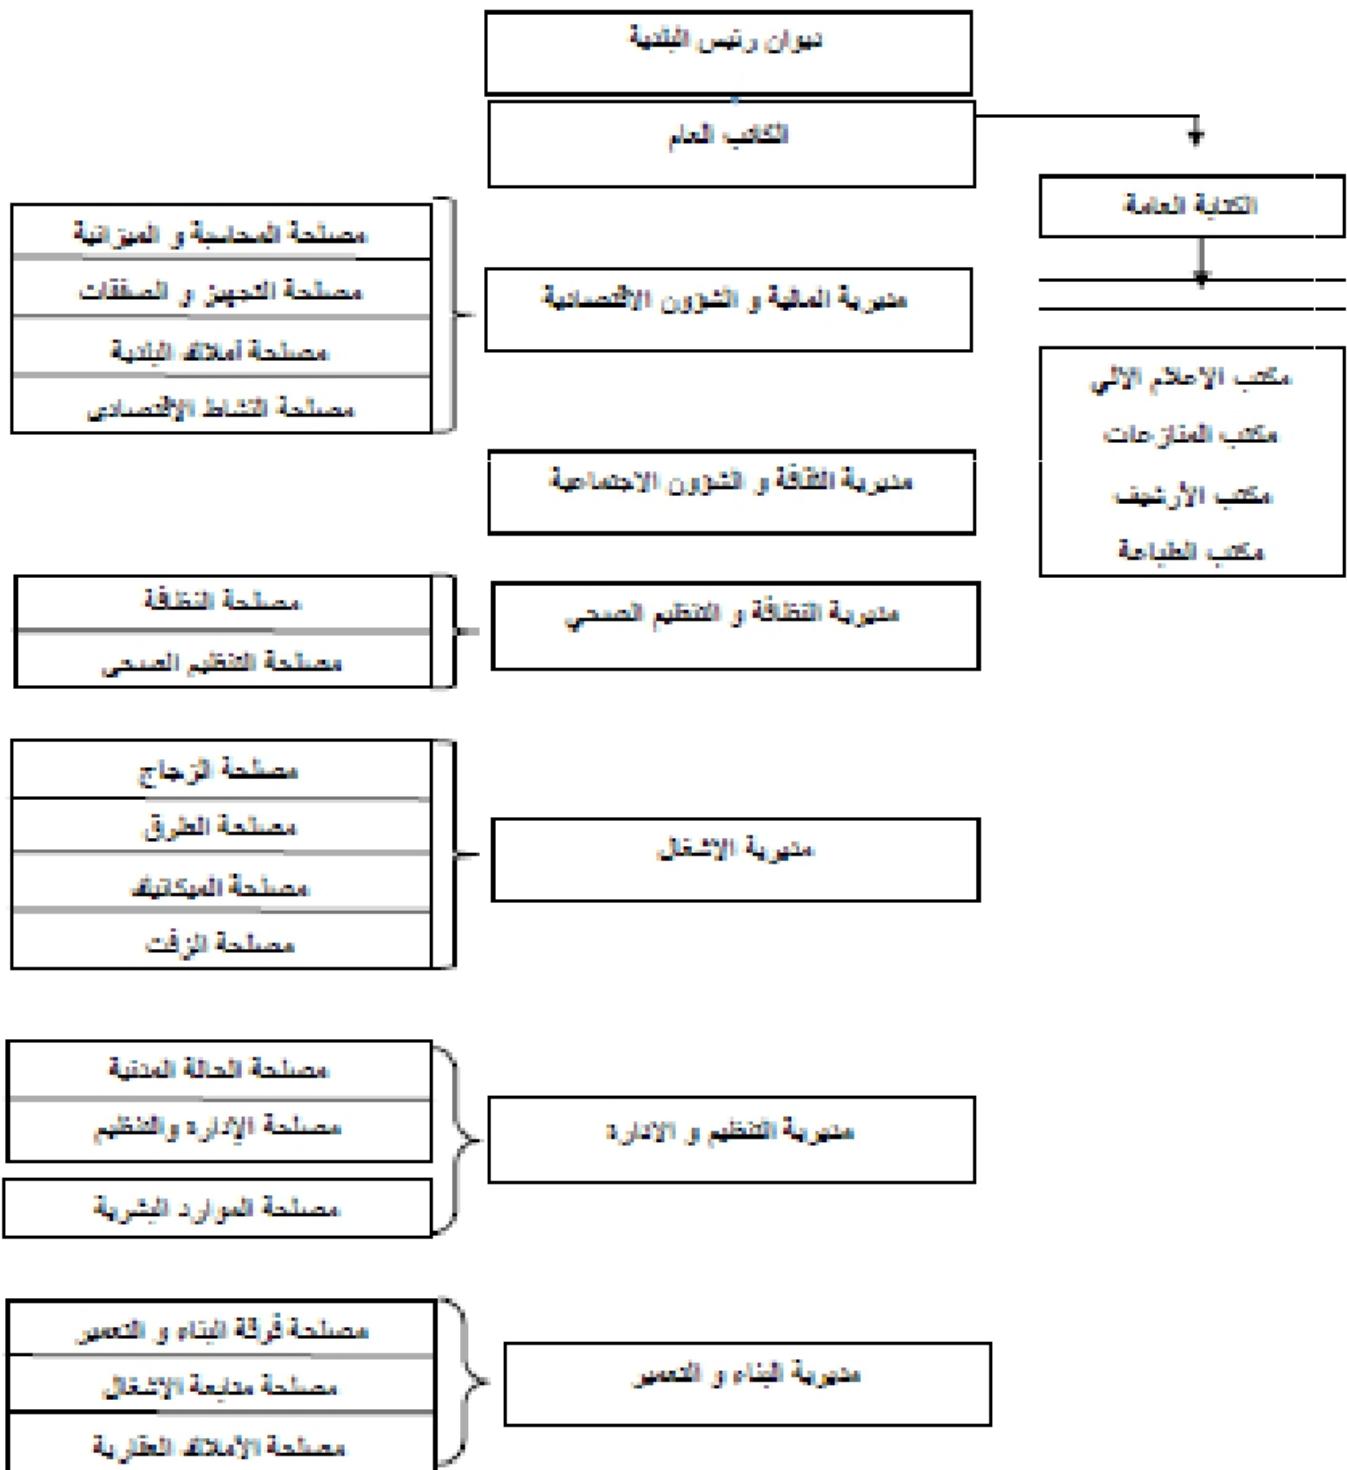 ديوان رئيس البلدية
الكاتب العام
الكتابة العامة
مكتب الإعلام الالي
مكتب المنازعات
مكتب الأرشيف
مكتب الطباعة
مديرية المالية و الشؤون الاقتصادية
مصلحة المحاسبة و الميزانية
مصلحة التجهيز و الصفقات
مصلحة أملاك البلدية
مصلحة النشاط الإقتصادي
مديرية الثقافة و الشؤون الاجتماعية
مديرية النظافة و التنظيم الصحي
مصلحة النظافة
مصلحة التنظيم الصحي
مديرية الإشغال
مصلحة الزجاج
مصلحة الطرق
مصلحة الميكانيك
مصلحة الزفت
مديرية التنظيم و الإدارة
مصلحة الحالة المدنية
مصلحة الإدارة والتنظيم
مصلحة الموارد البشرية
مديرية البناء و التعمير
مصلحة فرقة البناء و التعمير
مصلحة متابعة الإشغال
مصلحة الأملاك العقارية